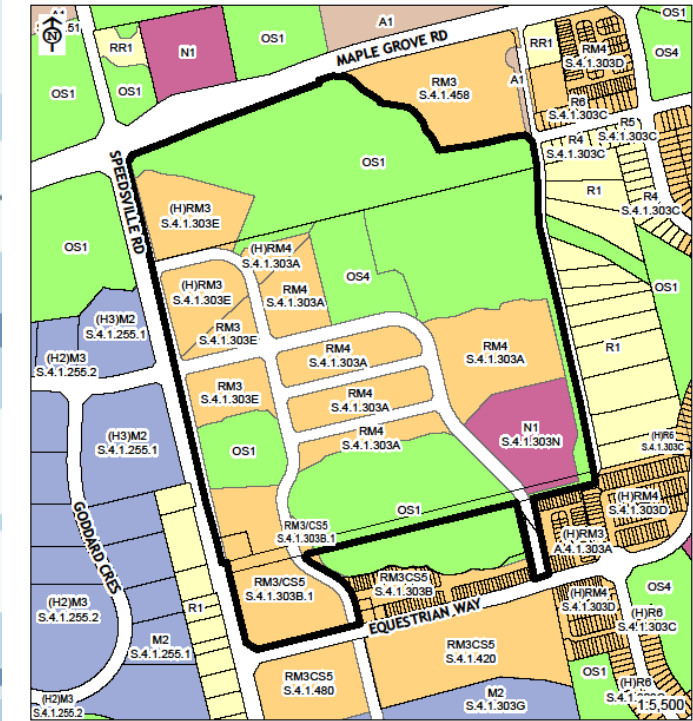 A1
S.4.1.51
N
RR1
N1
OS1
A1
OS1
OS1
OS1
MAPLE GROVE RD
RM3
S.4.1.458
A1
RR1
RM4
S.4.1.303D
OS1
OS4
R6
S.4.1.303C
R5
S.4.1.303C
R4
S.4.1.303C
R1
R4
S.4.1.303C
SPEEDSVILLE RD
OS1
(H)RM3
S.4.1.303E
OS1
(H)RM4
S.4.1.303A
OS4
(H)RM3
S.4.1.303E
RM4
S.4.1.303A
RM3
S.4.1.303E
OS1
R1
(H3)M2
S.4.1.255.1
(H2)M3
S.4.1.255.2
RM4
S.4.1.303A
RM4
S.4.1.303A
RM3
S.4.1.303E
RM4
S.4.1.303A
RM4
S.4.1.303A
N1
S.4.1.303N
(H)R6
S.4.1.303C
(H3)M2
S.4.1.255.1
OS1
OS1
GODDARD CRES
(H)RM4
S.4.1.303D
RM3/CS5
S.4.1.303B.1
(H)RM3
A.4.1.303A
RM3/CS5
S.4.1.303B.1
RM3CS5
S.4.1.303B
(H)RM4
S.4.1.303D
OS4
(H2)M3
S.4.1.255.2
R1
EQUESTRIAN WAY
(H)R6
S.4.1.303C
M2
S.4.1.255.1
RM3CS5
S.4.1.420
RM3CS5
S.4.1.480
OS1
(H)R6
M2
S.4.1.303G
(H2)M3
S.4.1.255.2
1:5,500